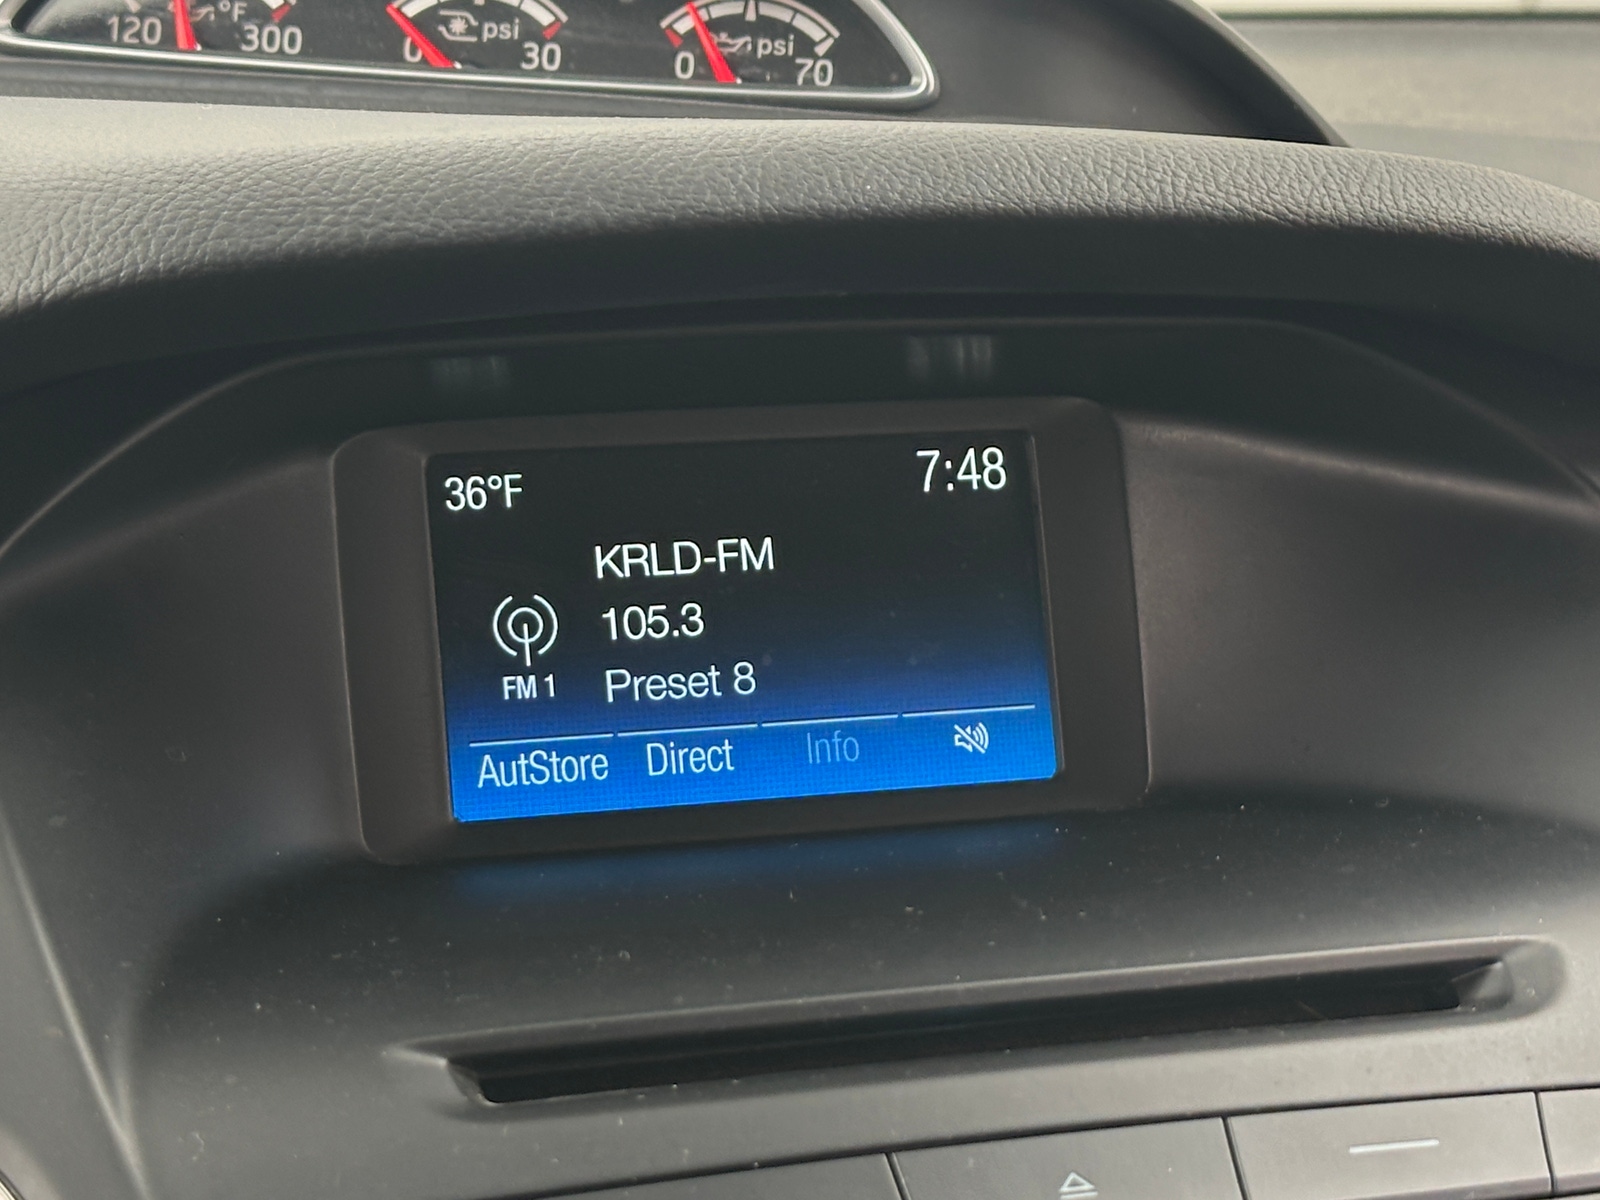 120 °F 300
0 psi 30
0 psi 70
36°F 7:48
KRLD-FM
105.3
FM 1 Preset 8
AutStore Direct Info